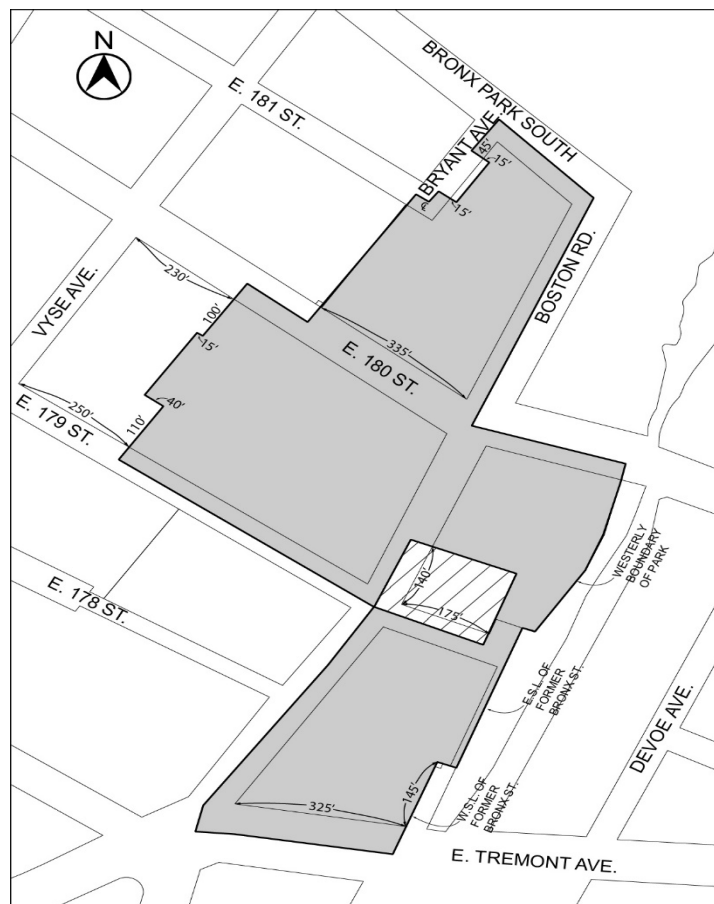 N
BRONX PARK SOUTH
E. 181 ST.
BRYANT AVE.
45'
15'
15'
℄
BOSTON RD.
VYSE AVE.
230'
100'
335'
15'
E. 180 ST.
250'
40'
E. 179 ST.
110'
WESTERLY
BOUNDARY
OF PARK
140'
175'
E. 178 ST.
E.S.L. OF
FORMER
BRONX ST.
DEVOE AVE.
145'
325'
W.S.L. OF
FORMER
BRONX ST.
E. TREMONT AVE.